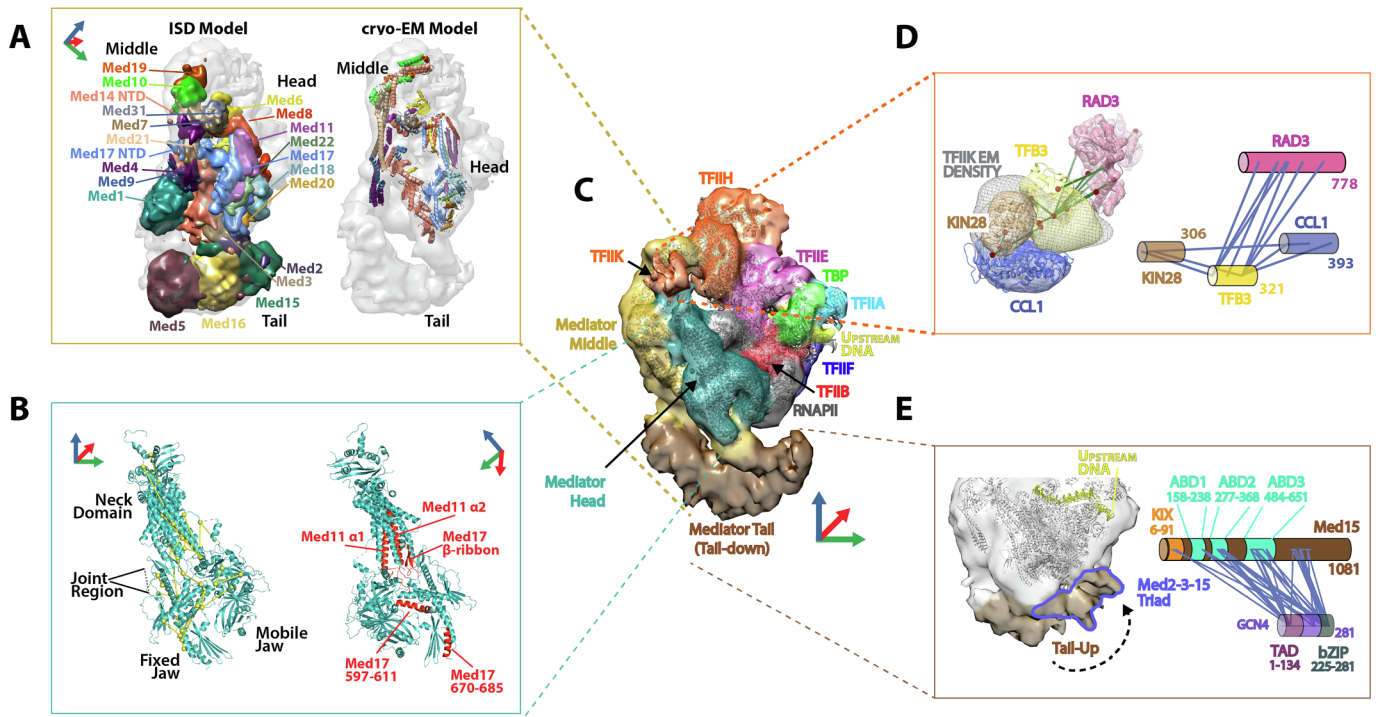 A
ISD Model
cryo-EM Model
Middle
Med19
Med10
Med14 NTD
Med31
Med7
Med21
Med17 NTD
Med4
Med9
Med1
Head
Med6
Med8
Med11
Med22
Med17
Med18
Med20
Med2
Med3
Med15
Med5
Med16
Tail
Middle
Head
Tail
B
Neck
Domain
Joint
Region
Fixed
Jaw
Mobile
Jaw
Med11 α1
Med11 α2
Med17
β-ribbon
Med17
597-611
Med17
670-685
C
TFIIH
TFIIK
TFIIE
TBP
TFIIA
Upstream
DNA
TFIIF
TFIIB
RNAPII
Mediator
Middle
Mediator
Head
Mediator Tail
(Tail-down)
D
RAD3
TFB3
TFIIK EM
DENSITY
KIN28
CCL1
RAD3
778
CCL1
393
306
KIN28
TFB3
321
E
Upstream
DNA
Med2-3-15
Triad
Tail-Up
ABD1
158-238
ABD2
277-368
ABD3
484-651
KIX
6-91
Med15
1081
GCN4
281
TAD
1-134
bZIP
225-281